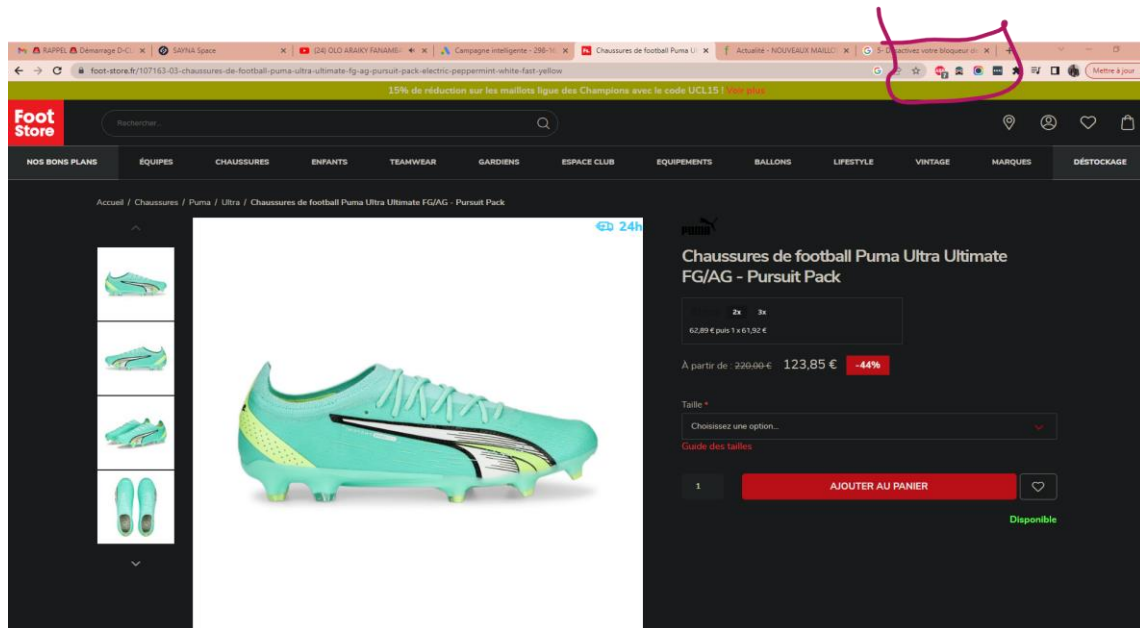 RAPPEL Démarrage D-Cl
SAYNA Space
(24) OLD ARAIKY FANAMB
Campagne intelligente - 298-
Chaussures de football Puma U
Actualité - NOUVEAUX MAILLO
5- Désactivez votre bloqueur de
foot-store.fr/107163-03-chaussures-de-football-puma-ultra-ultimate-fg-ag-pursuit-pack-electric-peppermint-white-fast-yellow
Mettre à jour
15% de réduction sur les maillots ligue des Champions avec le code UCL15 ! Voir plus
Foot
Store
Rechercher...
NOS BONS PLANS
ÉQUIPES
CHAUSSURES
ENFANTS
TEAMWEAR
GARDIENS
ESPACE CLUB
EQUIPEMENTS
BALLONS
LIFESTYLE
VINTAGE
MARQUES
DÉSTOCKAGE
Accueil / Chaussures / Puma / Ultra / Chaussures de football Puma Ultra Ultimate FG/AG - Pursuit Pack
24h
PUMA
Chaussures de football Puma Ultra Ultimate
FG/AG - Pursuit Pack
2x 3x
62,89 € puis 1 x 61,92 €
À partir de : 220,00 € 123,85 € -44%
Taille *
Choisissez une option...
Guide des tailles
1
AJOUTER AU PANIER
Disponible